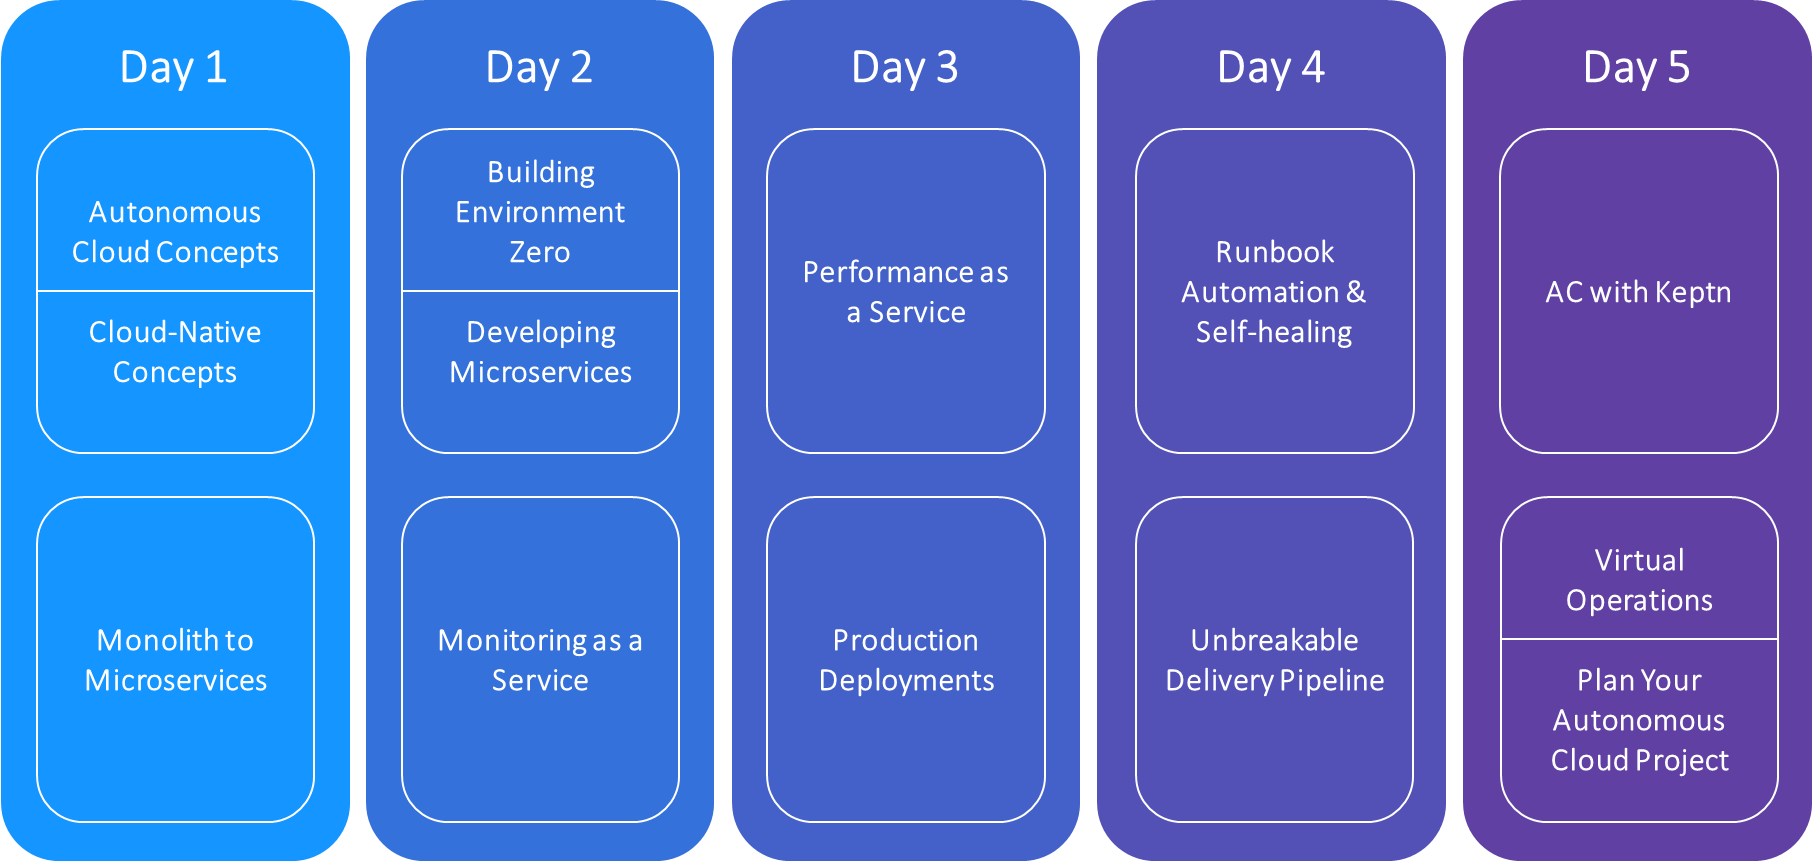 Day 1
Autonomous
Cloud Concepts
Cloud-Native
Concepts
Monolith to
Microservices
Day 2
Building
Environment
Zero
Developing
Microservices
Monitoring as a
Service
Day 3
Performance as
a Service
Production
Deployments
Day 4
Runbook
Automation &
Self-healing
Unbreakable
Delivery Pipeline
Day 5
AC with Keptn
Virtual
Operations
Plan Your
Autonomous
Cloud Project